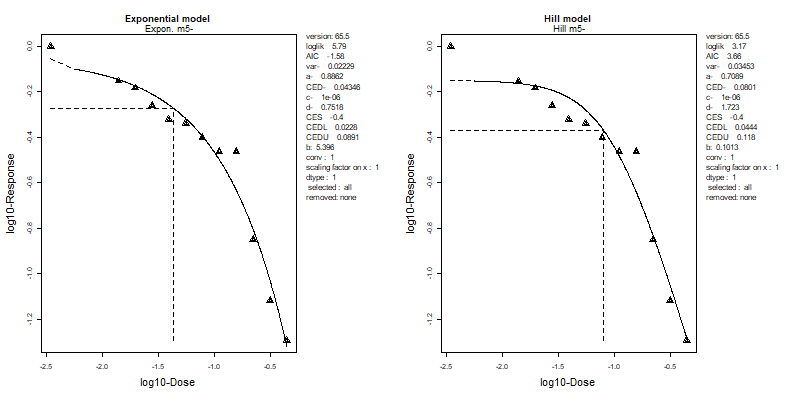 Exponential model
Expon. m5-
version: 65.5
loglik 5.79
AIC -1.58
var- 0.02229
a- 0.8862
CED- 0.04346
c- 1e-06
d- 0.7518
CES -0.4
CEDL 0.0228
CEDU 0.0891
b: 5.396
conv : 1
scaling factor on x : 1
dtype : 1
selected : all
removed: none
log10-Response
0.0
-0.2
-0.4
-0.6
-0.8
-1.0
-1.2
-2.5 -2.0 -1.5 -1.0 -0.5
log10-Dose
Hill model
Hill m5-
version: 65.5
loglik 3.17
AIC 3.66
var- 0.03453
a- 0.7089
CED- 0.0801
c- 1e-06
d- 1.723
CES -0.4
CEDL 0.0444
CEDU 0.118
b: 0.1013
conv : 1
scaling factor on x : 1
dtype : 1
selected : all
removed: none
log10-Response
0.0
-0.2
-0.4
-0.6
-0.8
-1.0
-1.2
-2.5 -2.0 -1.5 -1.0 -0.5
log10-Dose